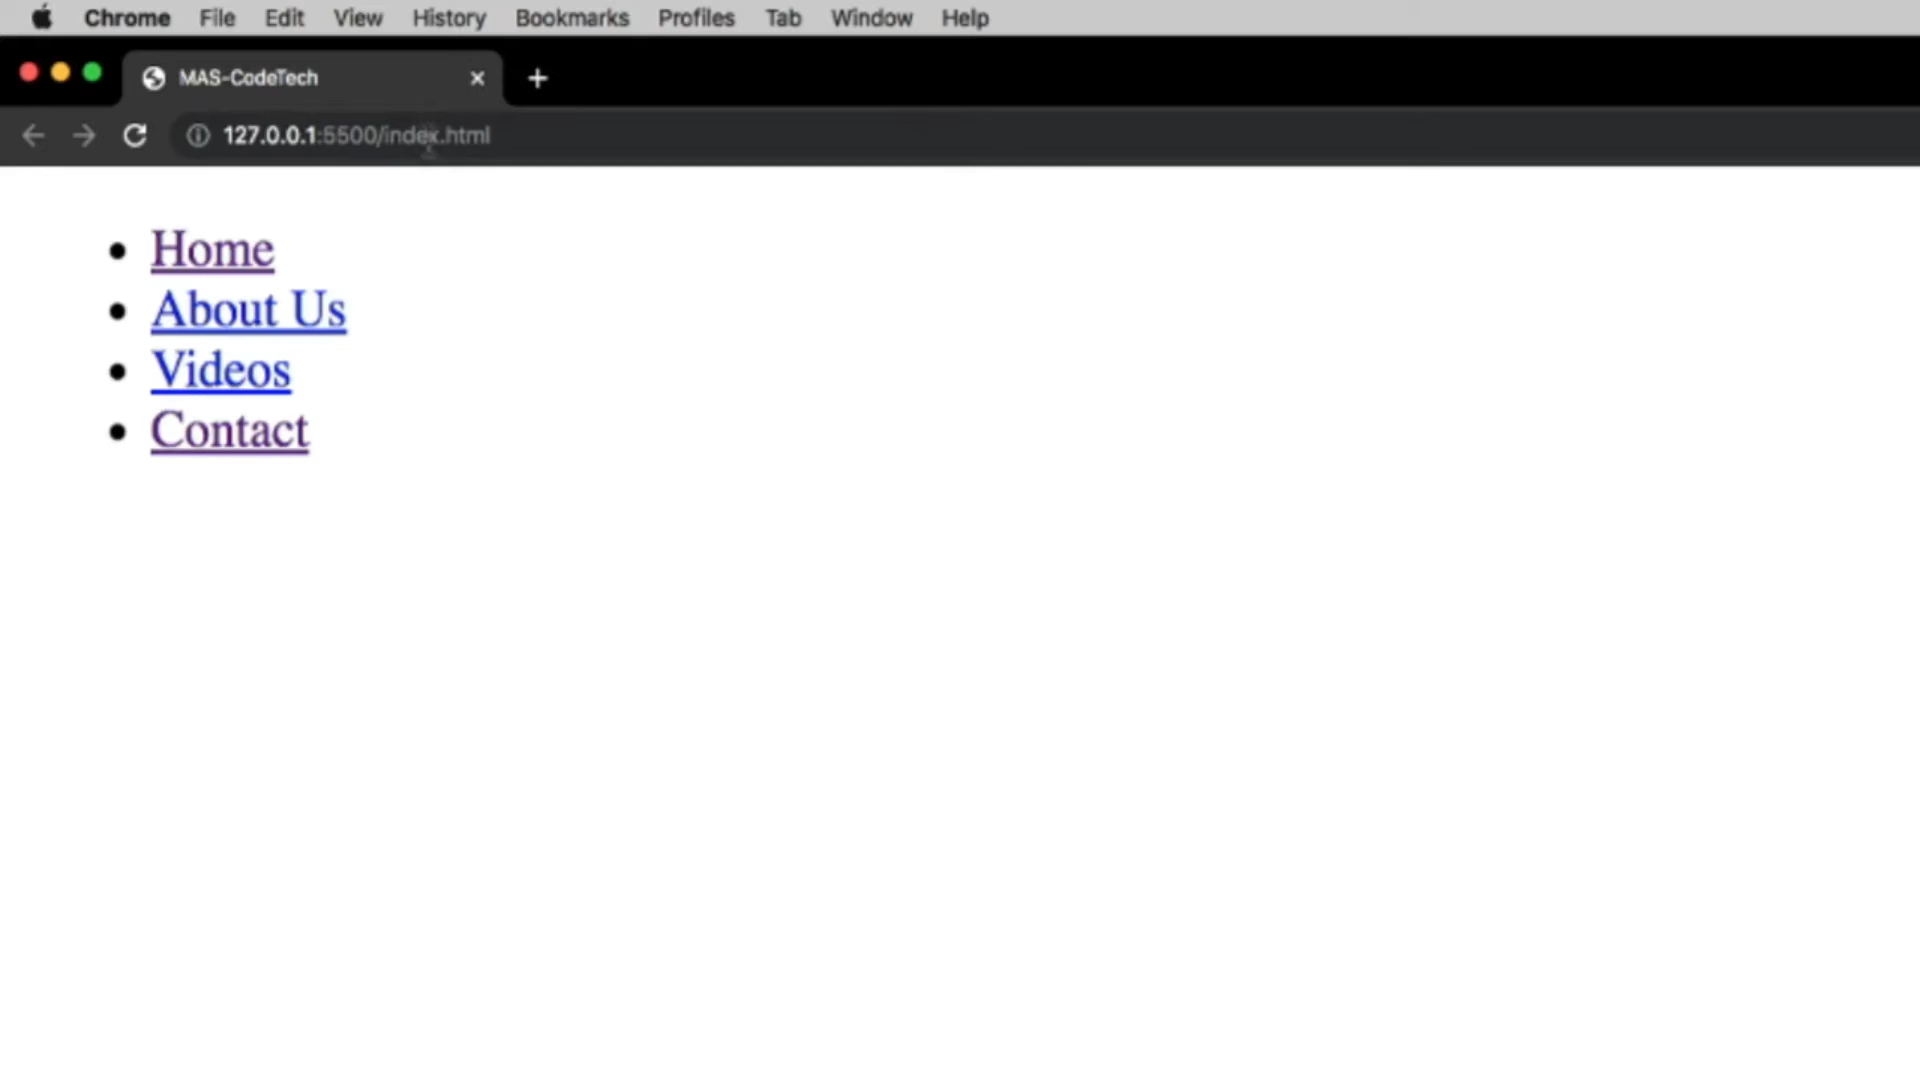 Chrome File Edit View History Bookmarks Profiles Tab Window Help
MAS-CodeTech
127.0.0.1:5500/index.html
Home
About Us
Videos
Contact